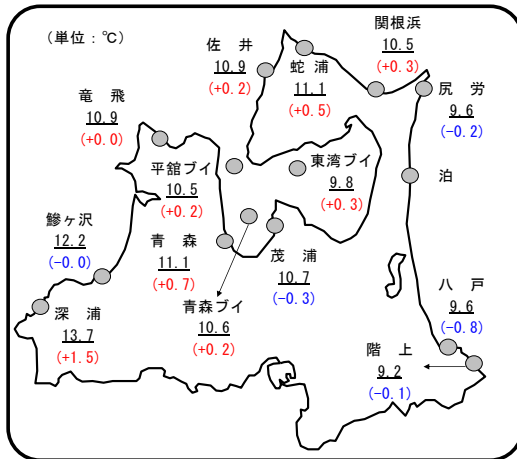 (単位：℃)
関根浜
10.5
(+0.3)
佐 井
10.9
(+0.2)
蛇 浦
11.1
(+0.5)
尻 労
9.6
(-0.2)
竜 飛
10.9
(+0.0)
平舘ブイ
10.5
(+0.2)
東湾ブイ
9.8
(+0.3)
泊
鰺ヶ沢
12.2
(-0.0)
青 森
11.1
(+0.7)
茂 浦
10.7
(-0.3)
八 戸
9.6
(-0.8)
深 浦
13.7
(+1.5)
青森ブイ
10.6
(+0.2)
階 上
9.2
(-0.1)